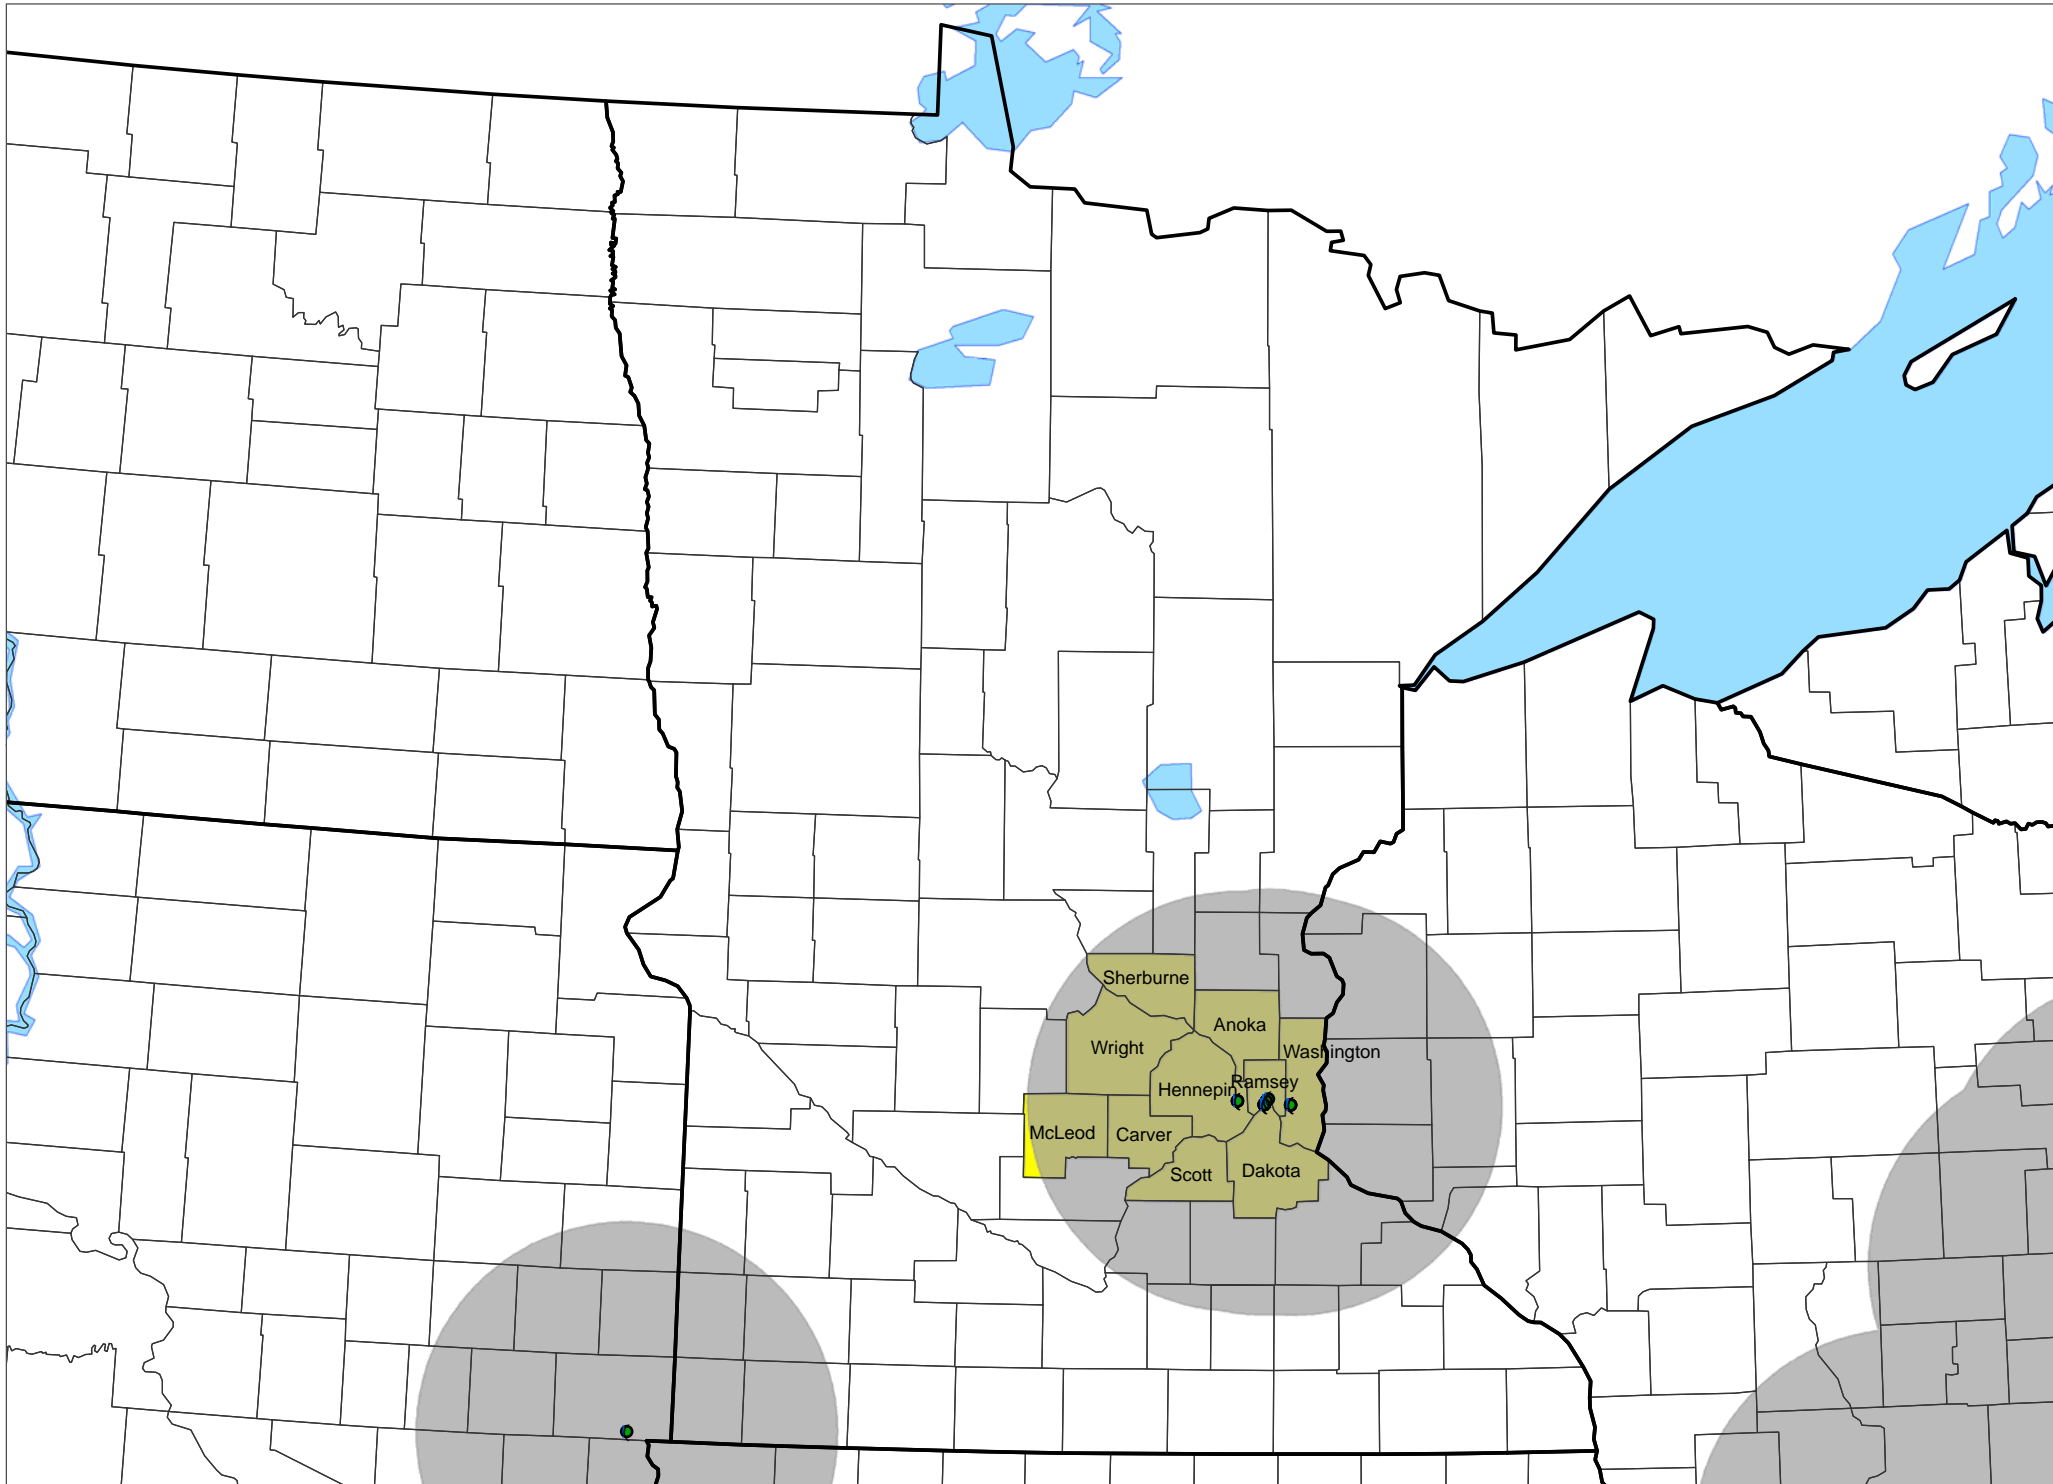 Sherburne
Anoka
Wright
Washington
Ramsey
Hennepin
McLeod
Carver
Scott
Dakota